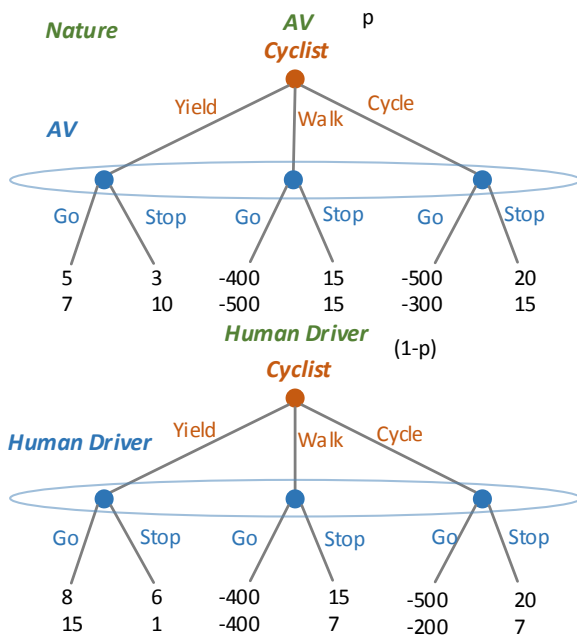 Nature AV p
Cyclist
Yield Walk Cycle
AV
Go Stop Go Stop Go Stop
5 3 -400 15 -500 20
7 10 -500 15 -300 15
Human Driver (1-p)
Cyclist
Yield Walk Cycle
Human Driver
Go Stop Go Stop Go Stop
8 6 -400 15 -500 20
15 1 -400 7 -200 7